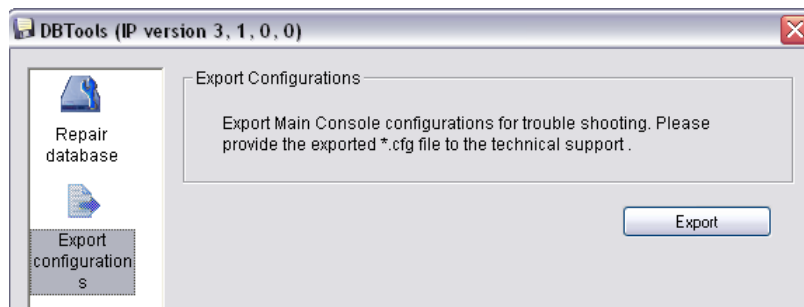 DBTools (IP version 3, 1, 0, 0)
Repair
database
Export
configuration
s
Export Configurations
Export Main Console configurations for trouble shooting. Please
provide the exported *.cfg file to the technical support .
Export